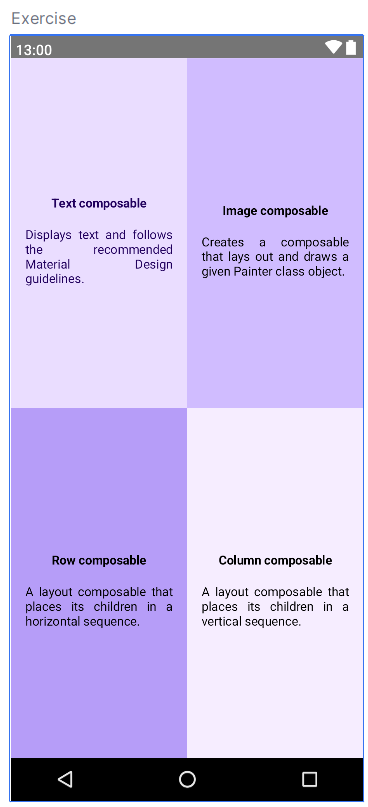 Exercise
13:00
Text composable
Displays text and follows
the recommended
Material Design
guidelines.
Image composable
Creates a composable
that lays out and draws a
given Painter class object.
Row composable
A layout composable that
places its children in a
horizontal sequence.
Column composable
A layout composable that
places its children in a
vertical sequence.